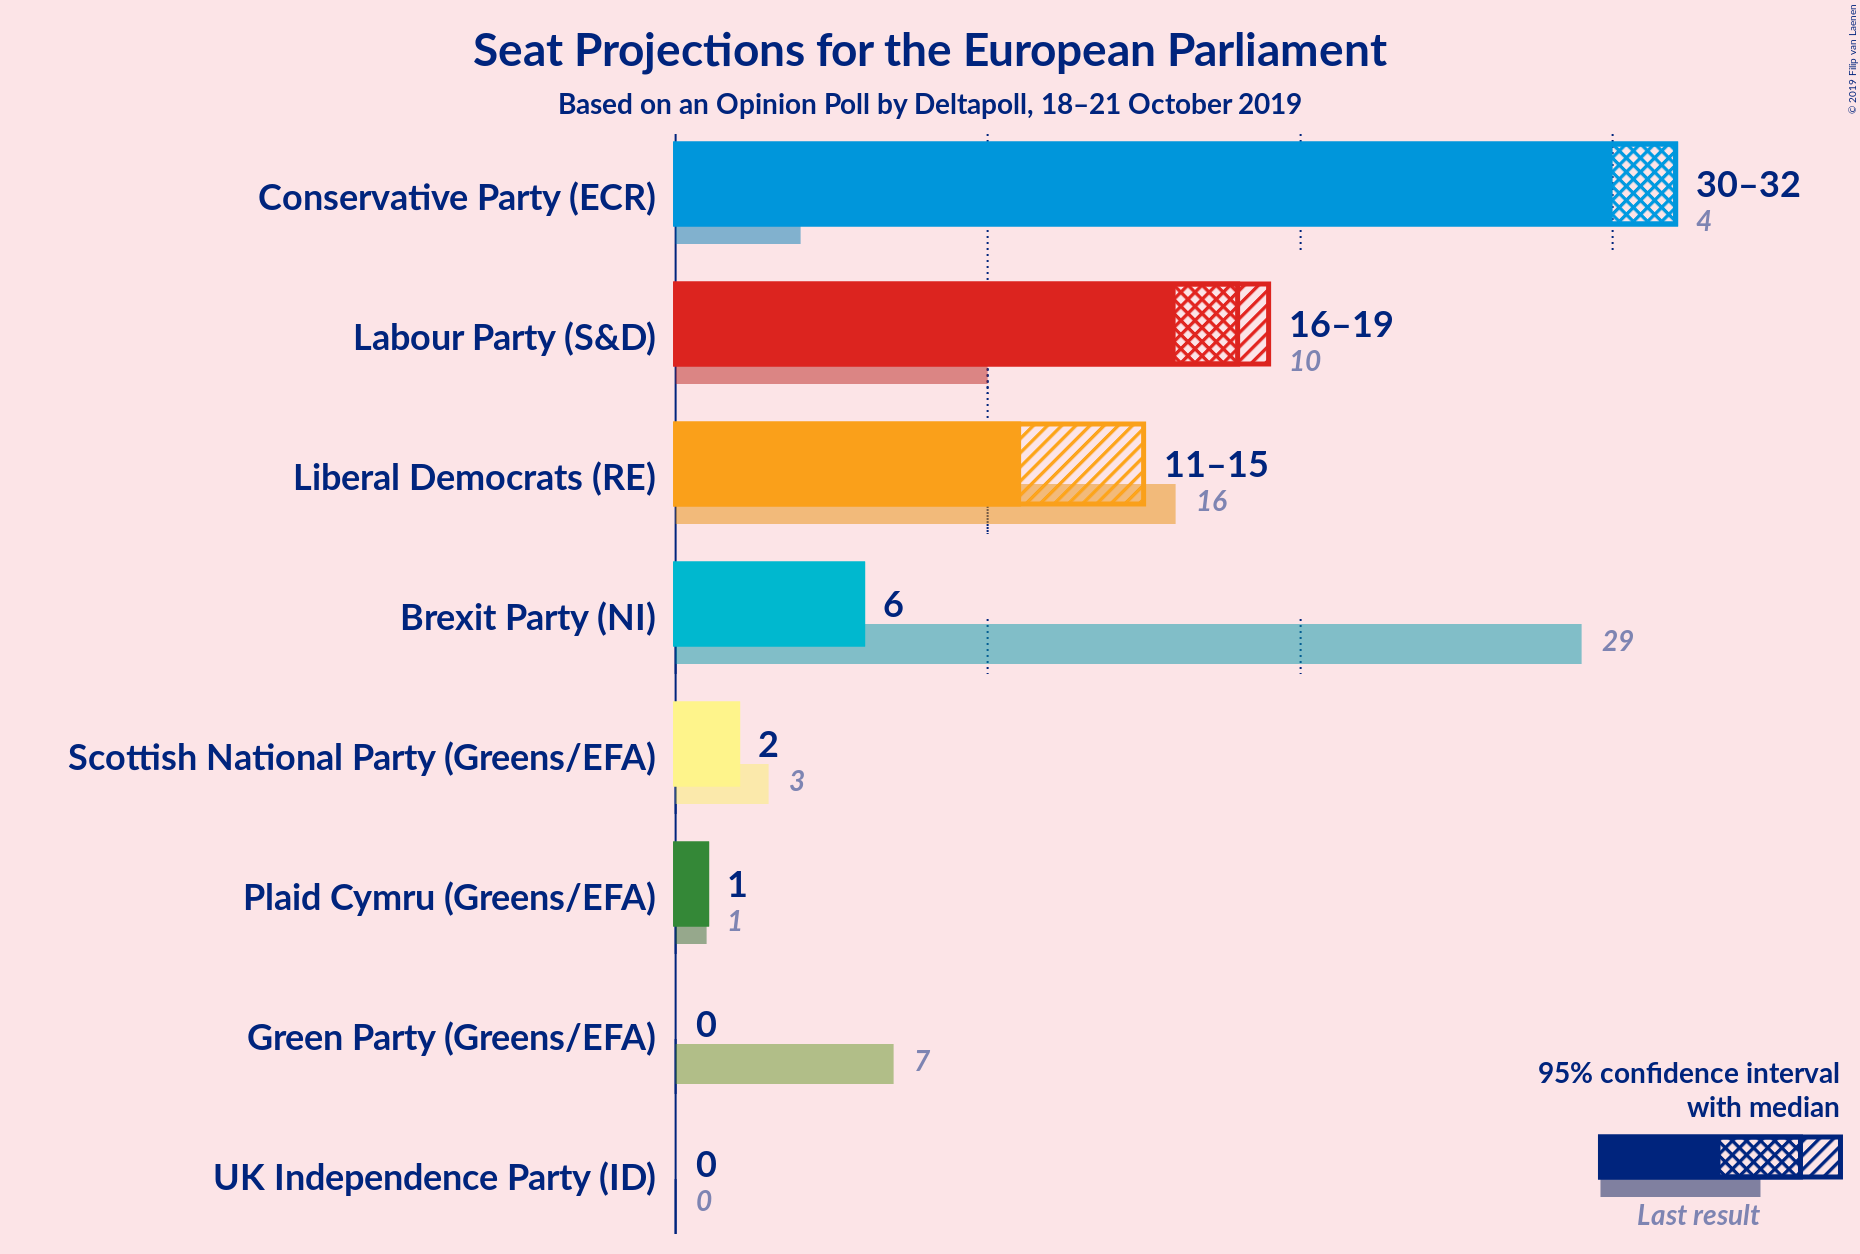 Seat Projections for the European Parliament
Based on an Opinion Poll by Deltapoll, 18–21 October 2019
© 2019 Filip van Laenen
Conservative Party (ECR)
30–32
4
Labour Party (S&D)
16–19
10
Liberal Democrats (RE)
11–15
16
Brexit Party (NI)
6
29
Scottish National Party (Greens/EFA)
2
3
Plaid Cymru (Greens/EFA)
1
1
Green Party (Greens/EFA)
0
7
UK Independence Party (ID)
0
0
95% confidence interval
with median
Last result